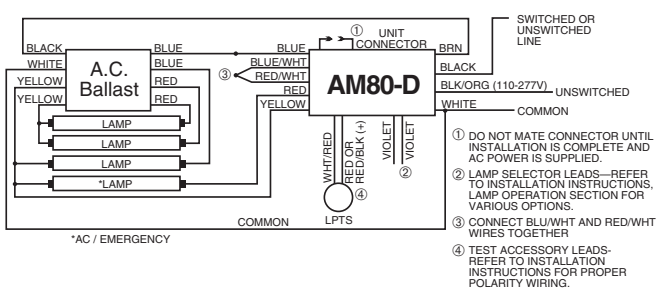 ① UNIT CONNECTOR
SWITCHED OR
UNSWITCHED
LINE
BLACK
BLUE
BLUE
BRN
WHITE
BLUE
BLUE/WHT
BLACK
YELLOW
A.C.
Ballast
RED
③
RED/WHT
AM80-D
BLK/ORG (110-277V)
UNSWITCHED
RED
YELLOW
RED
YELLOW
WHITE
COMMON
LAMP
LAMP
LAMP
*LAMP
WHT/RED
RED OR
RED/BLK (+)
VIOLET
VIOLET
②
④
LPTS
COMMON
*AC / EMERGENCY
① DO NOT MATE CONNECTOR UNTIL
INSTALLATION IS COMPLETE AND
AC POWER IS SUPPLIED.
② LAMP SELECTOR LEADS—REFER
TO INSTALLATION INSTRUCTIONS,
LAMP OPERATION SECTION FOR
VARIOUS OPTIONS.
③ CONNECT BLU/WHT AND RED/WHT
WIRES TOGETHER
④ TEST ACCESSORY LEADS-
REFER TO INSTALLATION
INSTRUCTIONS FOR PROPER
POLARITY WIRING.